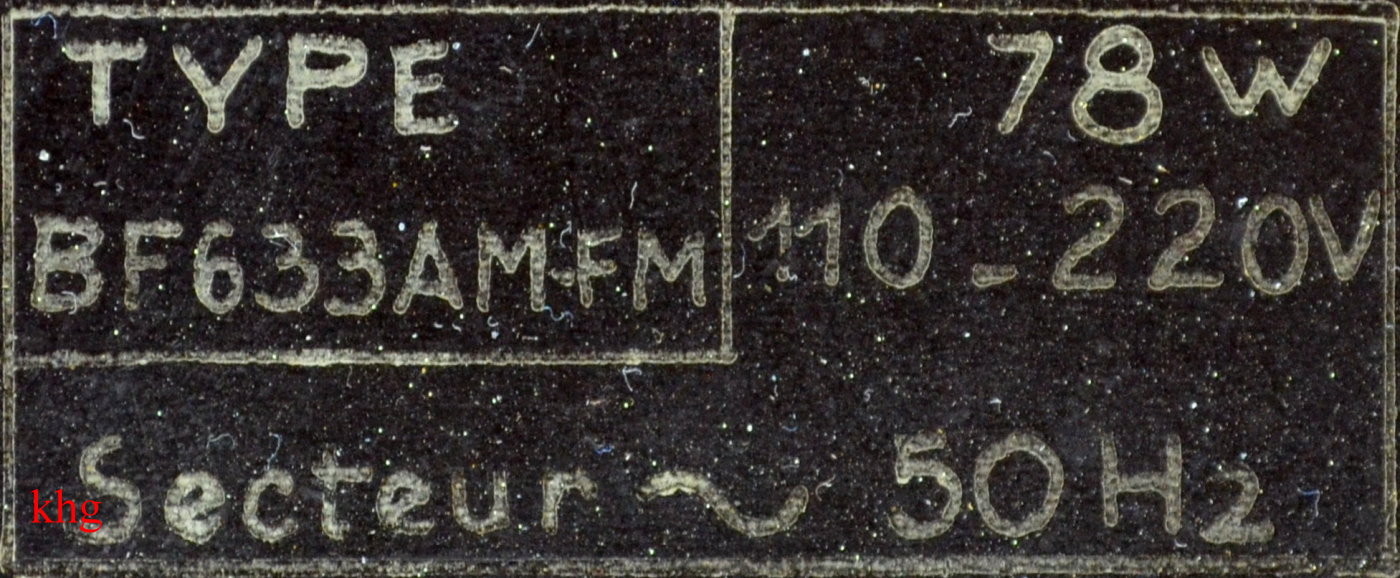 TYPE
BF633AM-FM
78 W
110-220V
Secteur ~ 50 Hz
khg